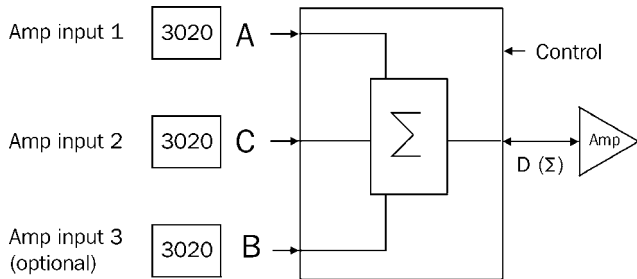 Amp input 1 3020 A
Control
Amp input 2 3020 C Σ Amp
D (Σ)
Amp input 3
(optional) 3020 B